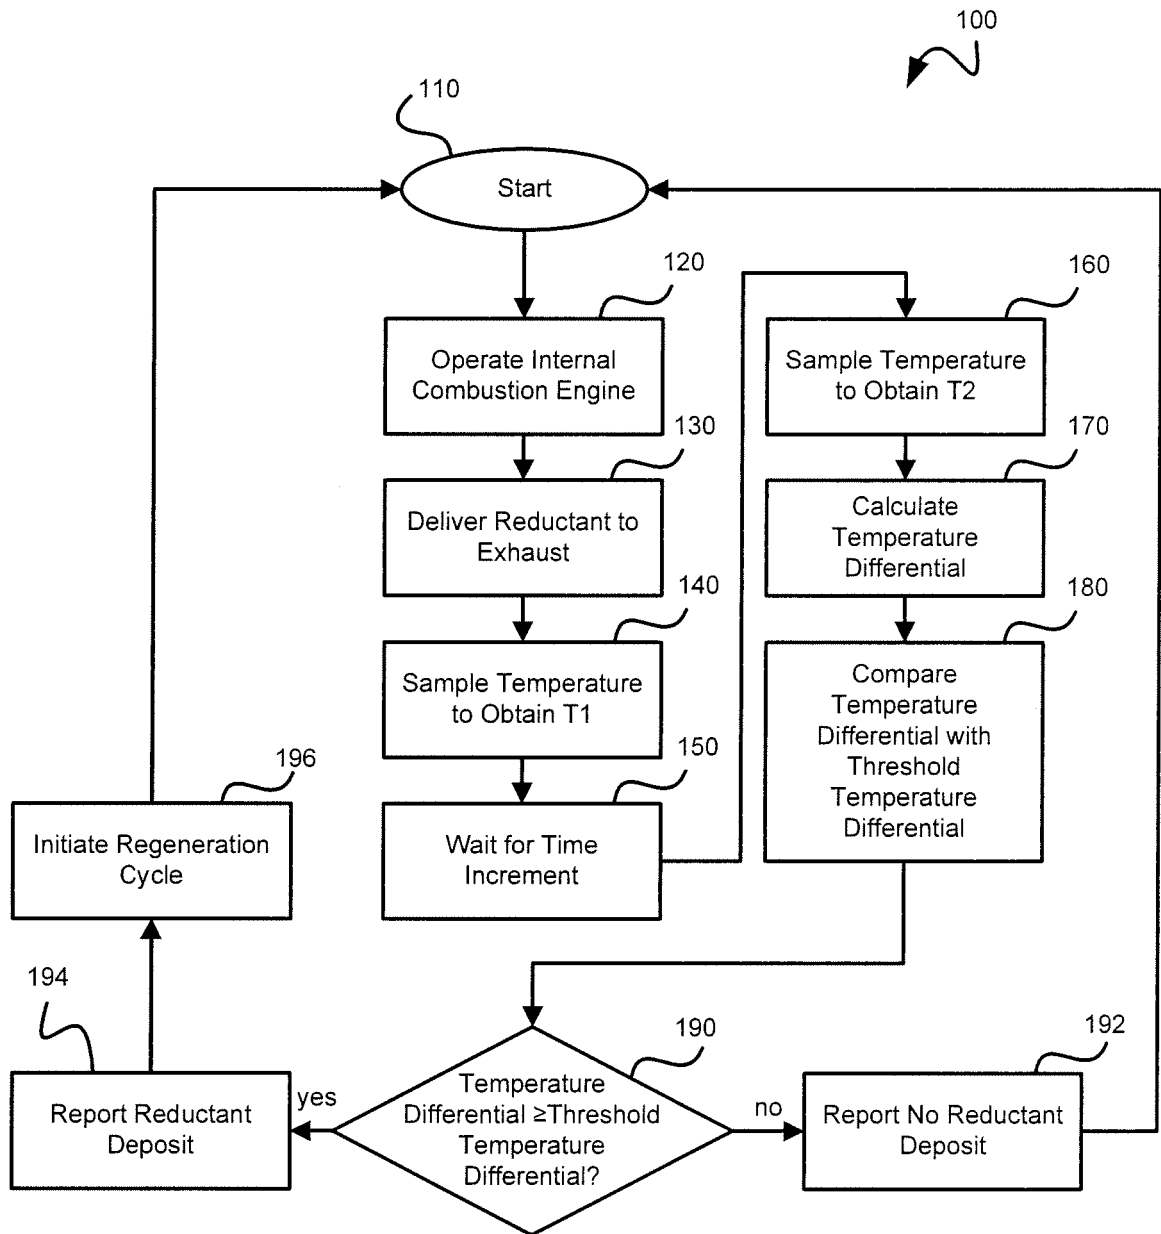 100
110
Start
120
Operate Internal
Combustion Engine
130
Deliver Reductant to
Exhaust
140
Sample Temperature
to Obtain T1
150
Wait for Time
Increment
160
Sample Temperature
to Obtain T2
170
Calculate
Temperature
Differential
180
Compare
Temperature
Differential with
Threshold
Temperature
Differential
190
Temperature
Differential ≥Threshold
Temperature
Differential?
no
192
Report No Reductant
Deposit
yes
194
Report Reductant
Deposit
196
Initiate Regeneration
Cycle